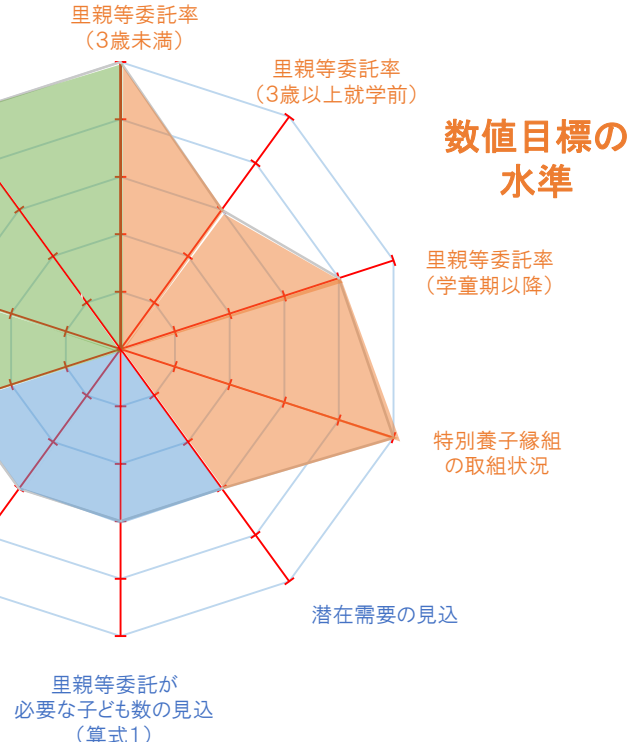 里親等委託率
（3歳未満）
里親等委託率
（3歳以上就学前）
数値目標の
水準
里親等委託率
（学童期以降）
特別養子縁組
の取組状況
潜在需要の見込
里親等委託が
必要な子ども数の見込
（算式1）